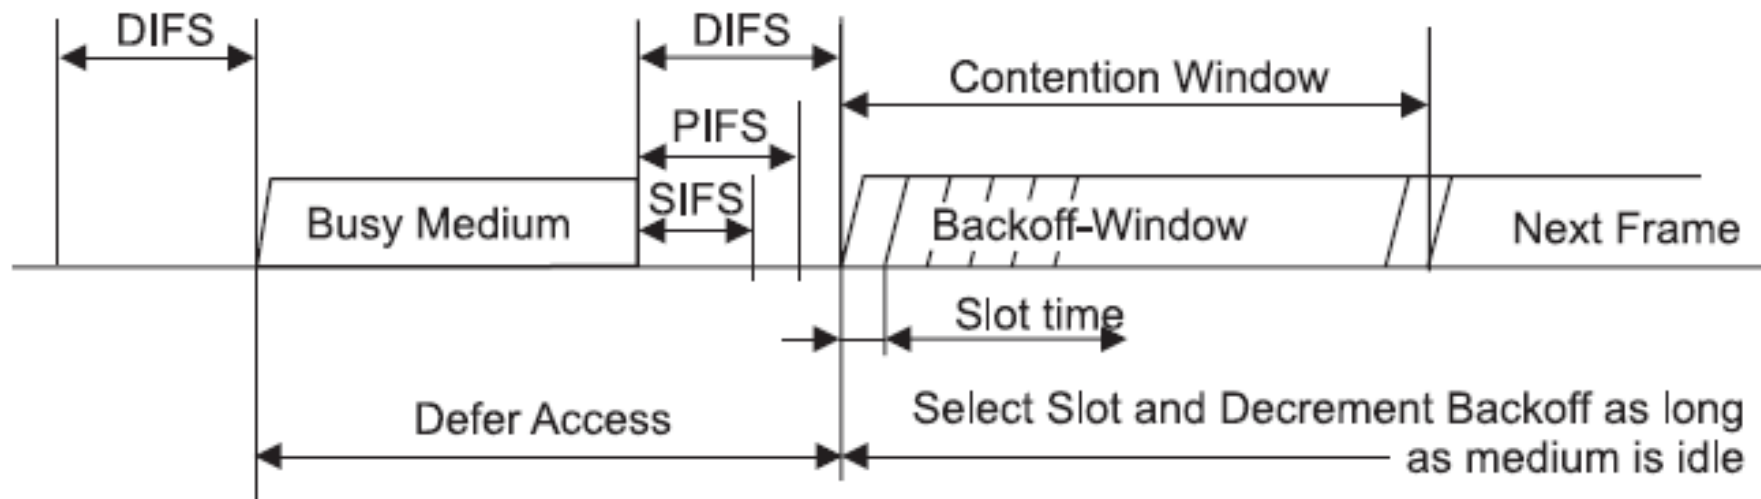 DIFS
DIFS
Contention Window
PIFS
SIFS
Busy Medium
Backoff-Window
Next Frame
Slot time
Defer Access
Select Slot and Decrement Backoff as long
as medium is idle